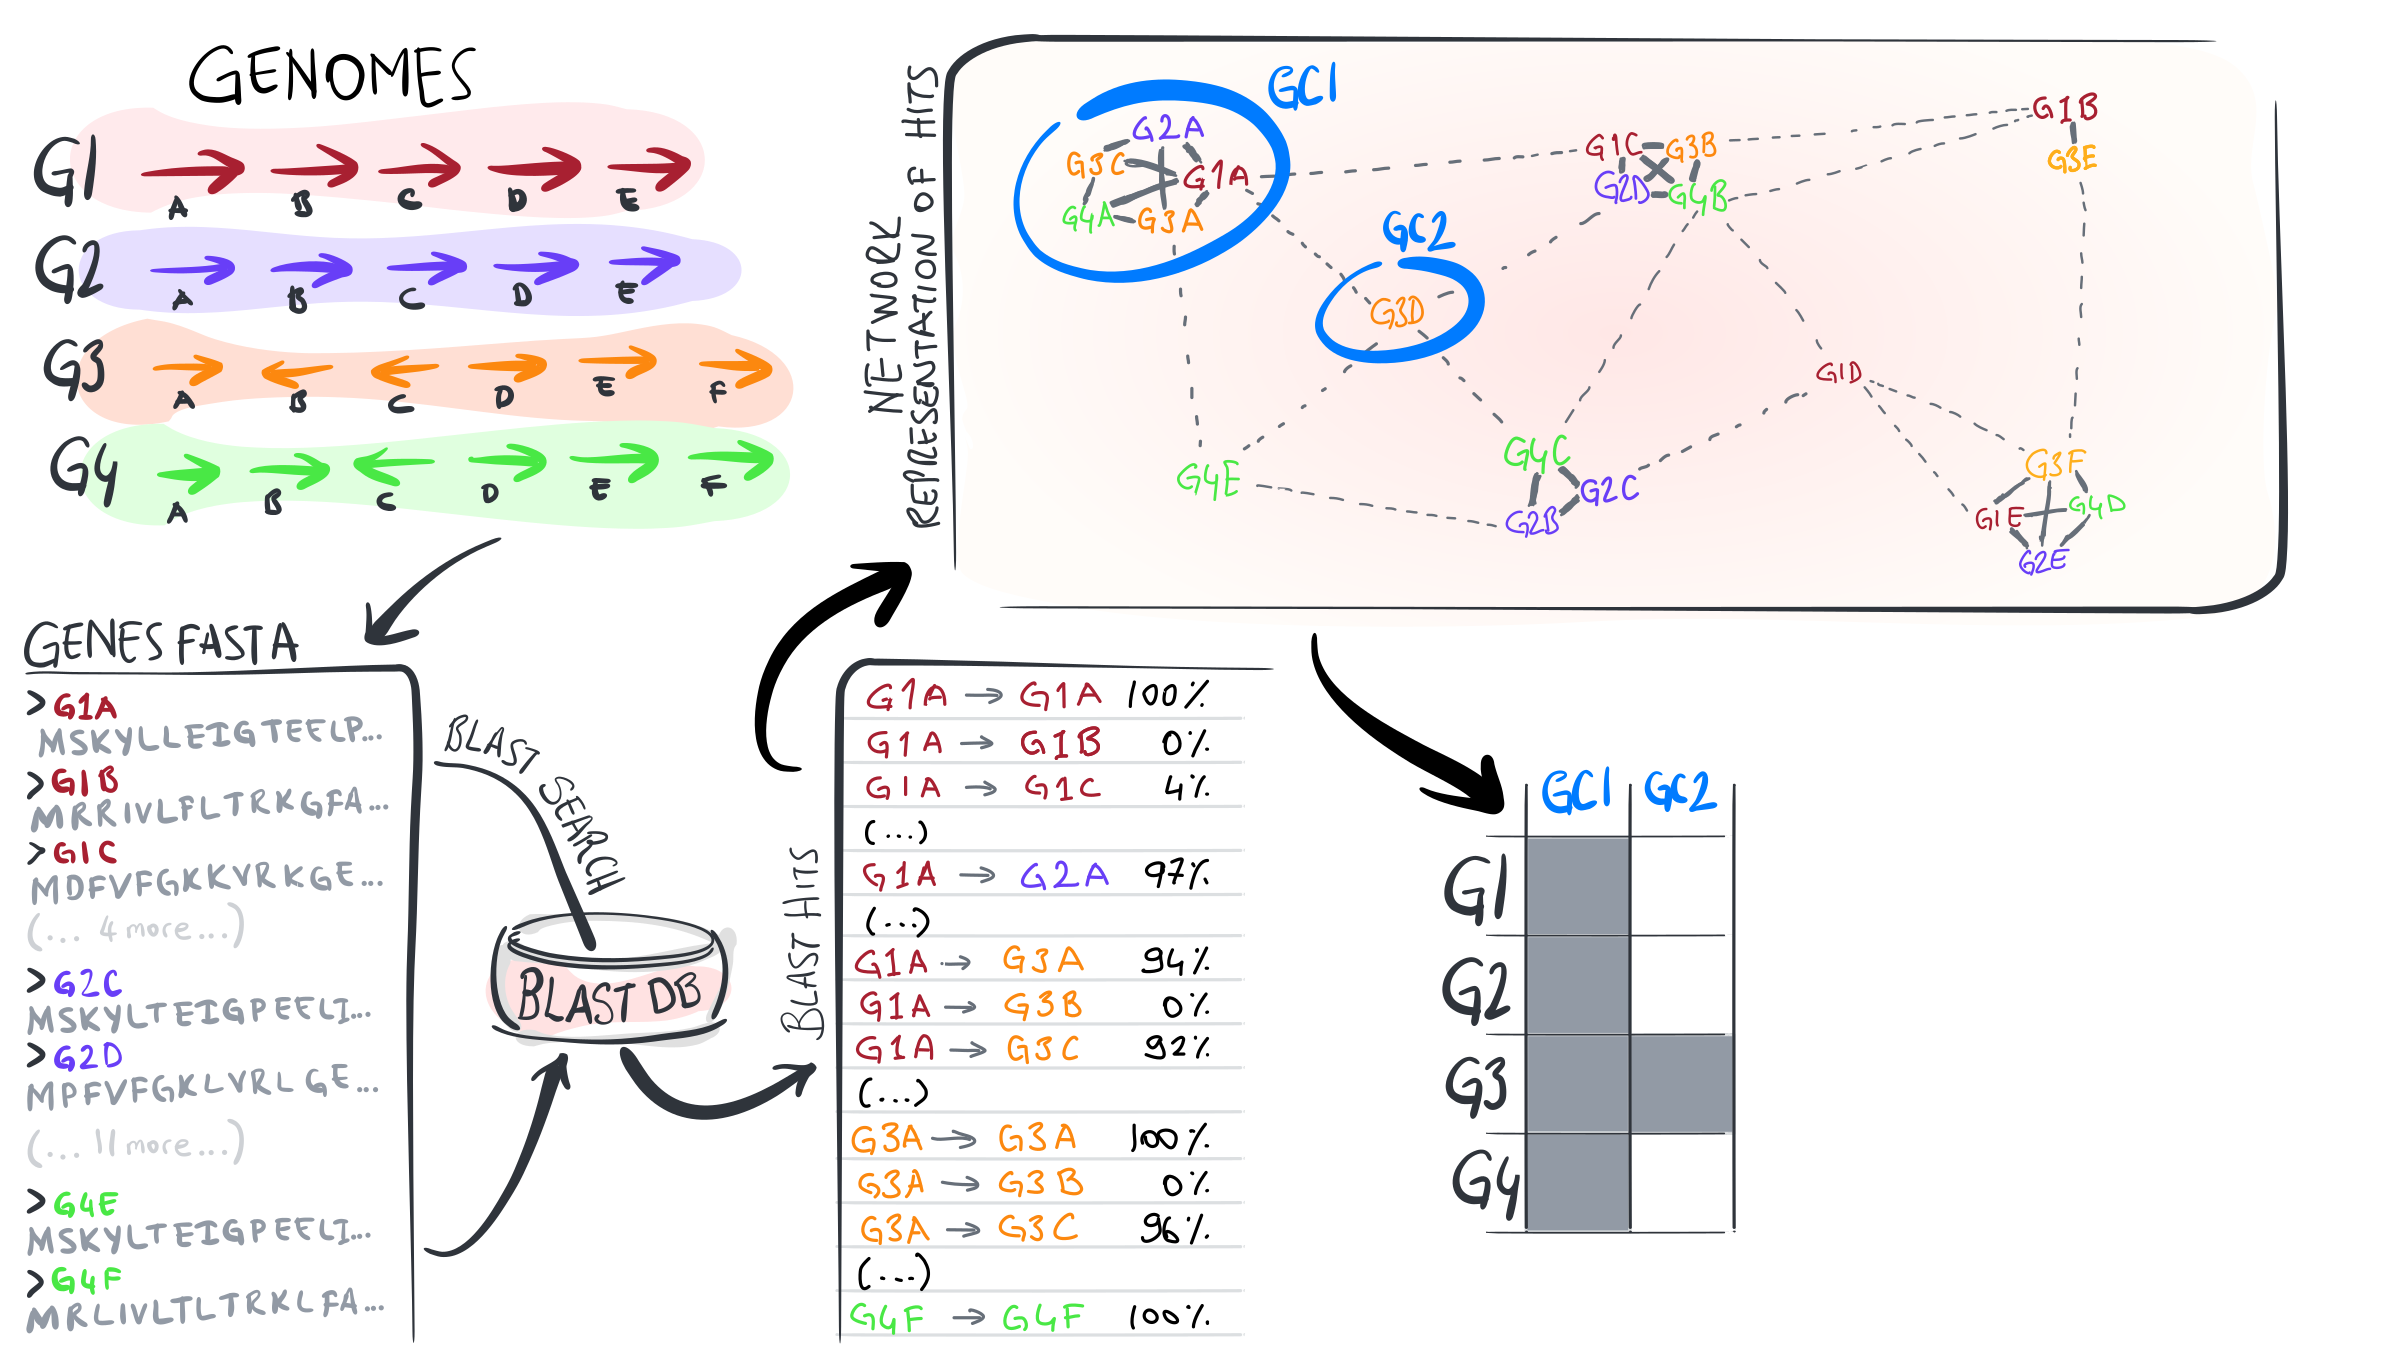 GENOMES
G1
A B C D E
G2
A B C D E
G3
A B C D E F
G4
A B C D E F
GENES FASTA
>G1A
MSKYLLEIGTEELP...
>G1B
MRRIVLFLTRKGFA...
>G1C
MDFVFGKKVRKGE...
(... 4 more...)
>G2C
MSKYLTEIGPEELI...
>G2D
MPFVFGKLVRLGE...
(... 11 more...)
>G4E
MSKYLTEIGPEELI...
>G4F
MRLIVLTLTRKLFA...
BLAST SEARCH
BLAST DB
BLAST HITS
G1A → G1A 100%
G1A → G1B 0%
G1A → G1C 4%
(...)
G1A → G2A 97%
(...)
G1A → G3A 94%
G1A → G3B 0%
G1A → G3C 92%
(...)
G3A → G3A 100%
G3A → G3B 0%
G3A → G3C 96%
(...)
G4F → G4F 100%
NETWORK
REPRESENTATION OF HITS
GC1
G2A
G3C
G1A
G4A
G3A
GC2
G3D
G1C G3B
G2D G4B
G1B
G3E
G1D
G4E
G4C
G2C
G2B
G3F
G1E G4D
G2E
GC1 GC2
G1
G2
G3
G4